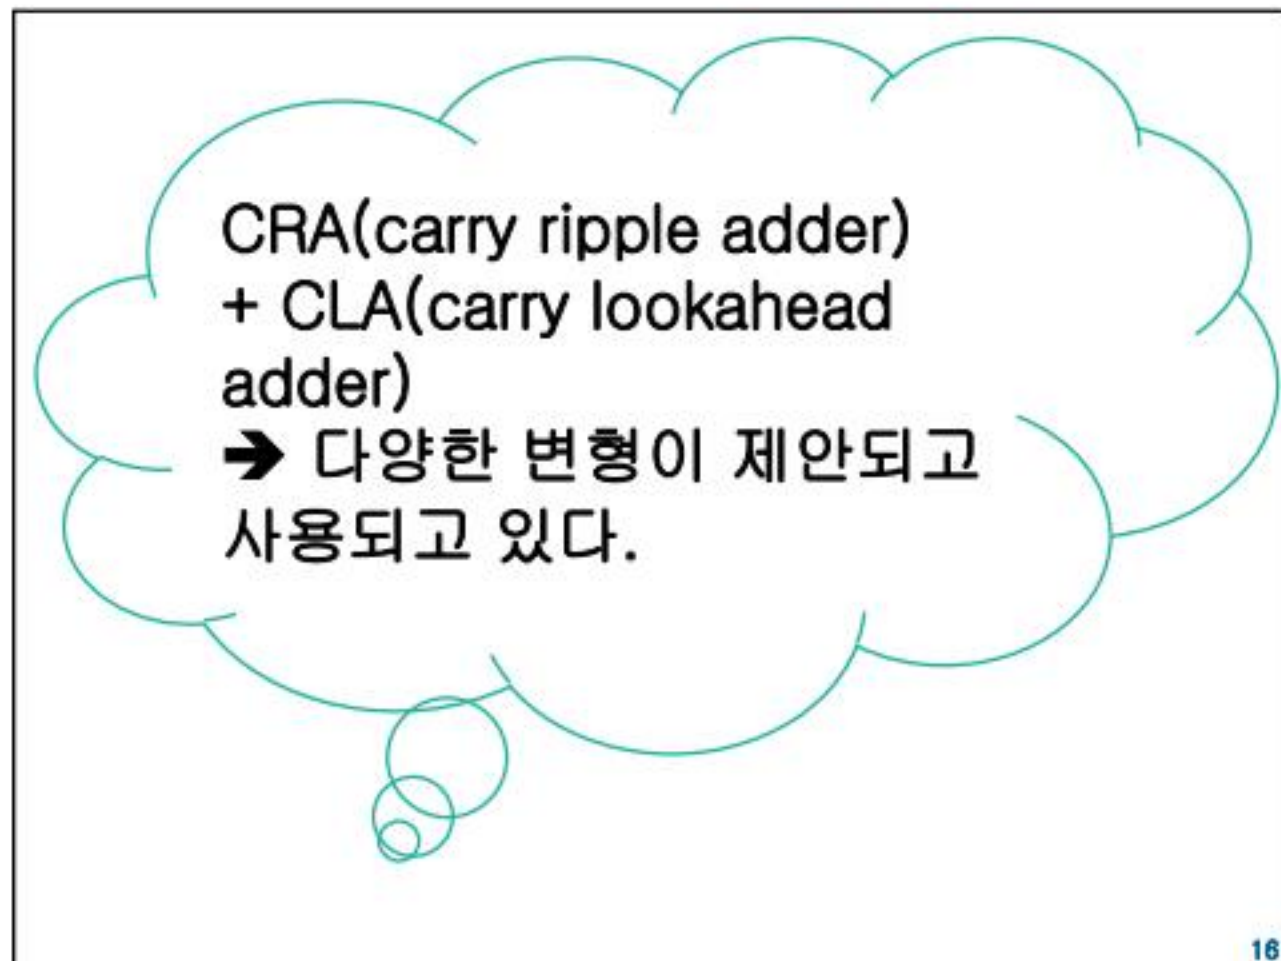 CRA(carry ripple adder)
+ CLA(carry lookahead
adder)
➔ 다양한 변형이 제안되고
사용되고 있다.
16